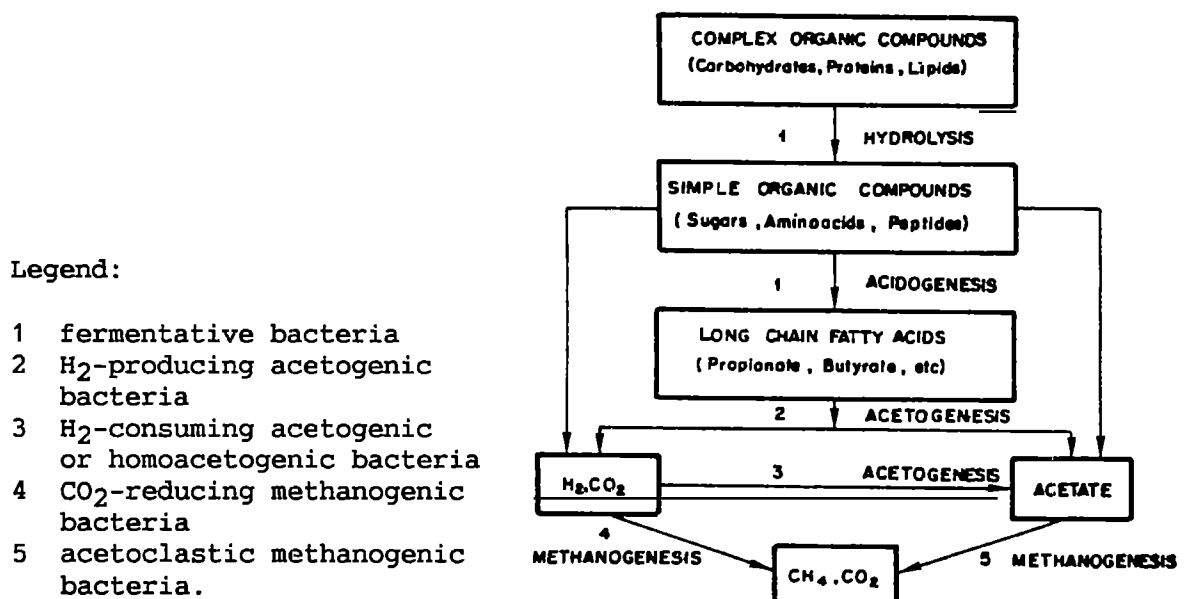 COMPLEX ORGANIC COMPOUNDS
(Carbohydrates, Proteins, Lipids)
1 HYDROLYSIS
SIMPLE ORGANIC COMPOUNDS
(Sugars, Aminoacids, Peptides)
1 ACIDOGENESIS
LONG CHAIN FATTY ACIDS
(Propionate, Butyrate, etc)
2 ACETOGENESIS
H2,CO2
3 ACETOGENESIS
ACETATE
4
METHANOGENESIS
5 METHANOGENESIS
CH4,CO2
Legend:
1 fermentative bacteria
2 H2-producing acetogenic
bacteria
3 H2-consuming acetogenic
or homoacetogenic bacteria
4 CO2-reducing methanogenic
bacteria
5 acetoclastic methanogenic
bacteria.